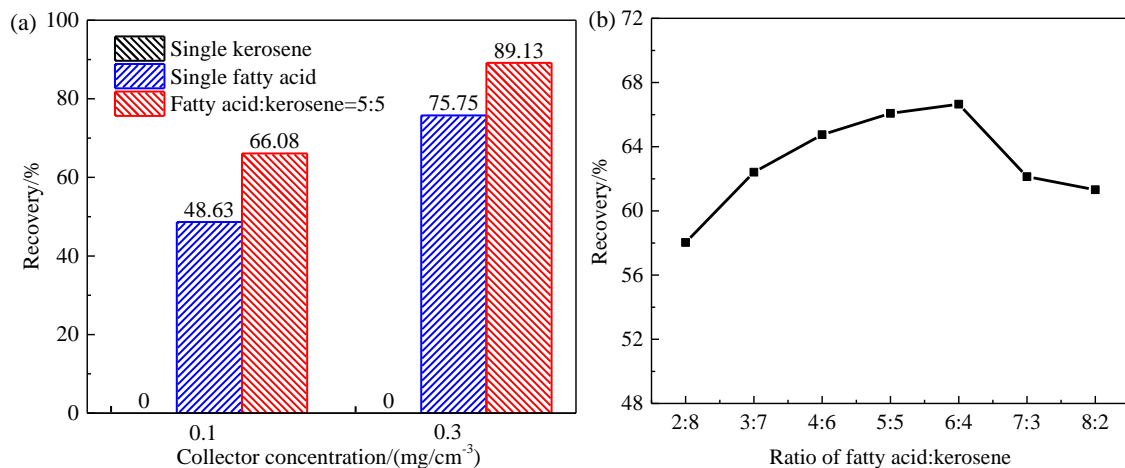 (a)
100
80
60
40
20
0
Recovery/%
Single kerosene
Single fatty acid
Fatty acid:kerosene=5:5
0
48.63
66.08
0
75.75
89.13
0.1
0.3
Collector concentration/(mg/cm⁻³)
(b)
72
68
64
60
56
52
48
Recovery/%
2:8 3:7 4:6 5:5 6:4 7:3 8:2
Ratio of fatty acid:kerosene